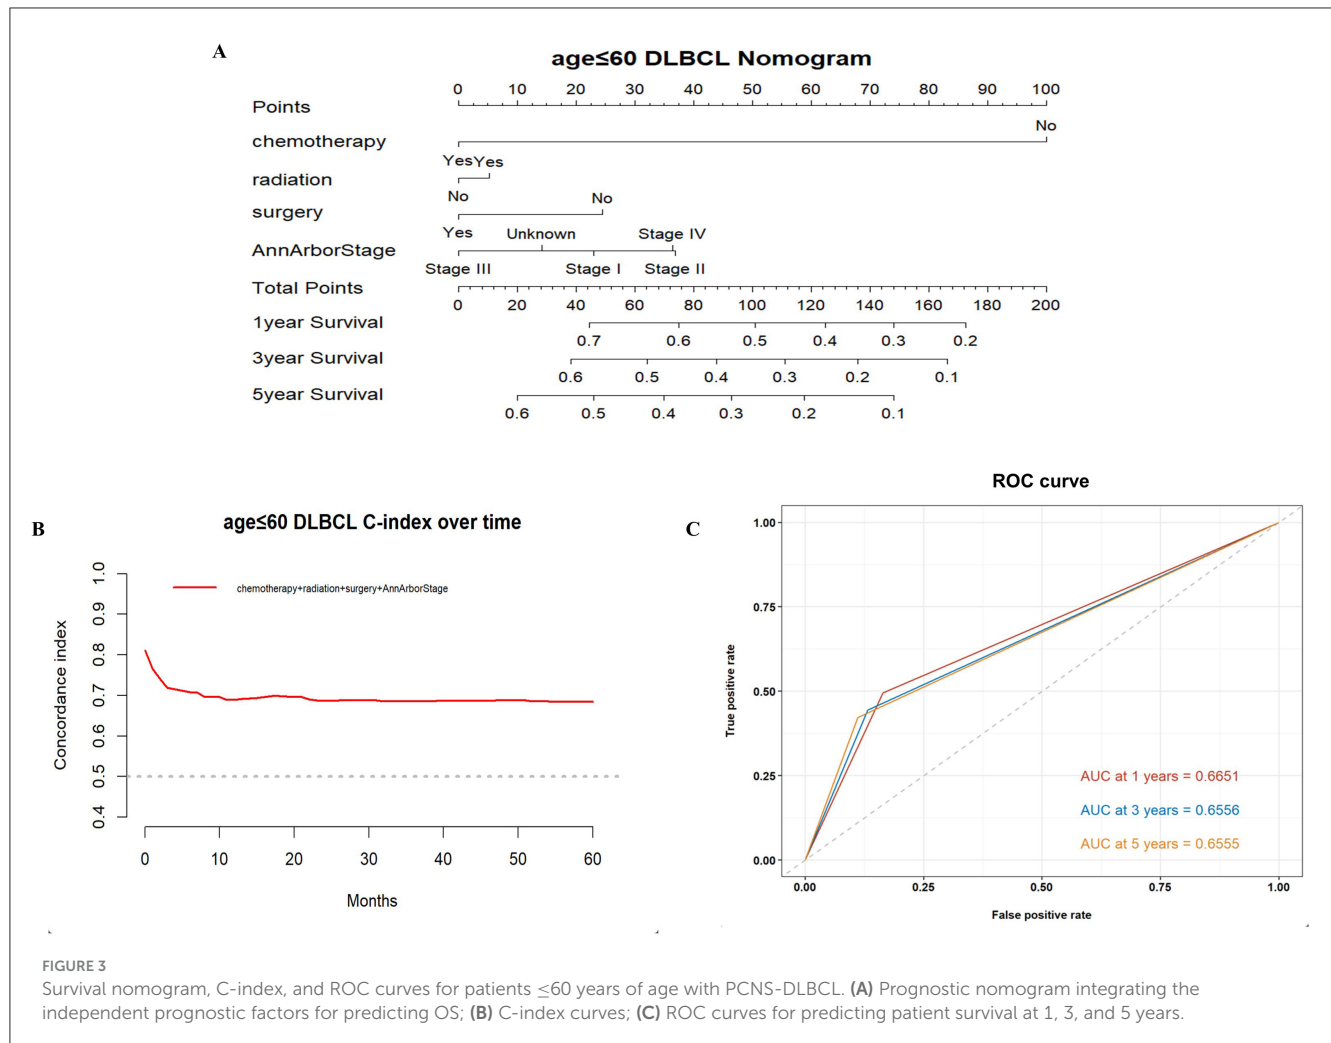 A
age≤60 DLBCL Nomogram
0 10 20 30 40 50 60 70 80 90 100
Points
No
chemotherapy
Yes Yes
radiation
No No
surgery
Yes Unknown Stage IV
AnnArborStage
Stage III Stage I Stage II
Total Points
0 20 40 60 80 100 120 140 160 180 200
1year Survival
0.7 0.6 0.5 0.4 0.3 0.2
3year Survival
0.6 0.5 0.4 0.3 0.2 0.1
5year Survival
0.6 0.5 0.4 0.3 0.2 0.1
B
age≤60 DLBCL C-index over time
chemotherapy+radiation+surgery+AnnArborStage
Concordance index
1.0
0.9
0.8
0.7
0.6
0.5
0.4
0 10 20 30 40 50 60
Months
C
ROC curve
True positive rate
1.00
0.75
0.50
0.25
0.00
AUC at 1 years = 0.6651
AUC at 3 years = 0.6556
AUC at 5 years = 0.6555
0.00 0.25 0.50 0.75 1.00
False positive rate
FIGURE 3
Survival nomogram, C-index, and ROC curves for patients ≤60 years of age with PCNS-DLBCL. (A) Prognostic nomogram integrating the
independent prognostic factors for predicting OS; (B) C-index curves; (C) ROC curves for predicting patient survival at 1, 3, and 5 years.